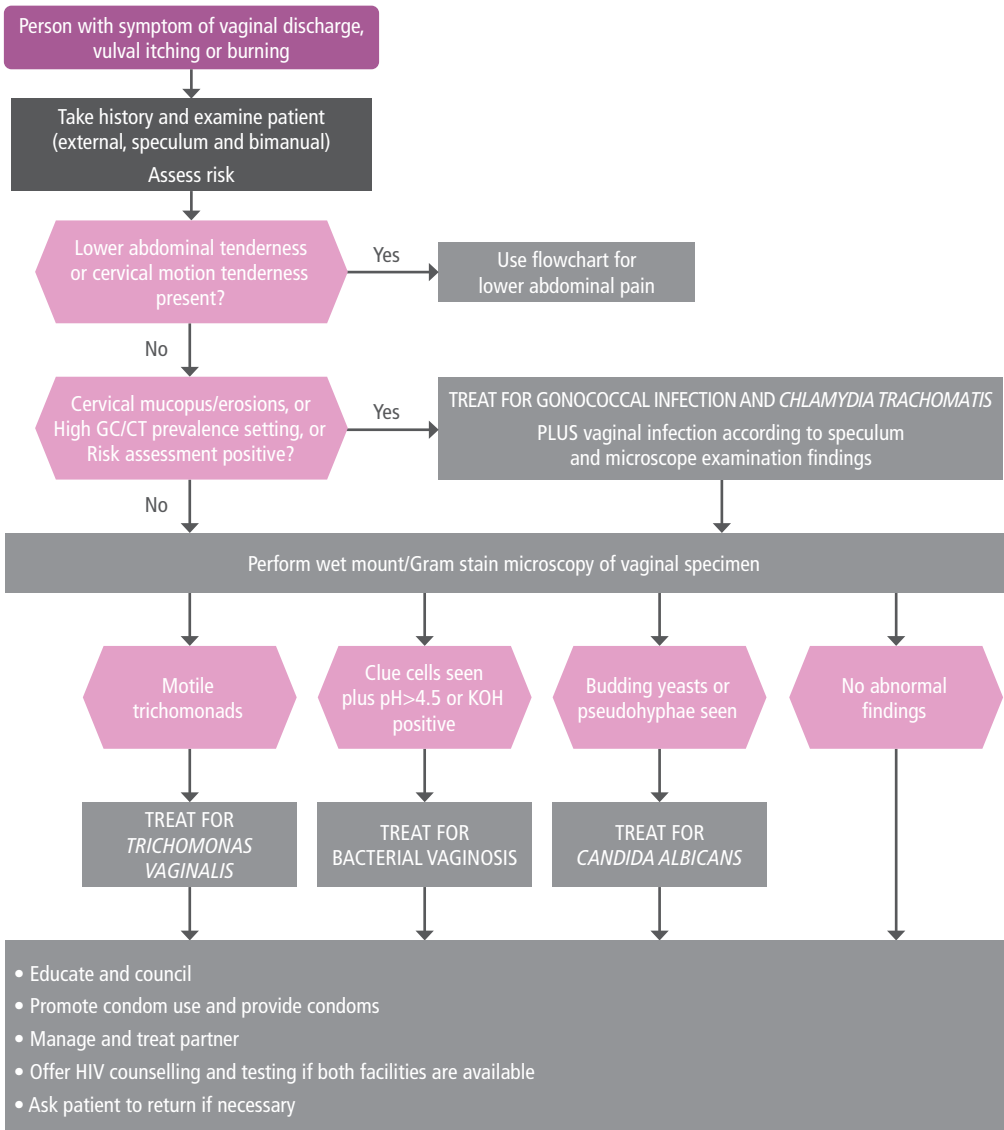 Person with symptom of vaginal discharge,
vulval itching or burning
Take history and examine patient
(external, speculum and bimanual)
Assess risk
Lower abdominal tenderness
or cervical motion tenderness
present?
Yes
Use flowchart for
lower abdominal pain
No
Cervical mucopus/erosions, or
High GC/CT prevalence setting, or
Risk assessment positive?
Yes
TREAT FOR GONOCOCCAL INFECTION AND CHLAMYDIA TRACHOMATIS
PLUS vaginal infection according to speculum
and microscope examination findings
No
Perform wet mount/Gram stain microscopy of vaginal specimen
Motile
trichomonads
Clue cells seen
plus pH>4.5 or KOH
positive
Budding yeasts or
pseudohyphae seen
No abnormal
findings
TREAT FOR
TRICHOMONAS
VAGINALIS
TREAT FOR
BACTERIAL VAGINOSIS
TREAT FOR
CANDIDA ALBICANS
• Educate and council
• Promote condom use and provide condoms
• Manage and treat partner
• Offer HIV counselling and testing if both facilities are available
• Ask patient to return if necessary